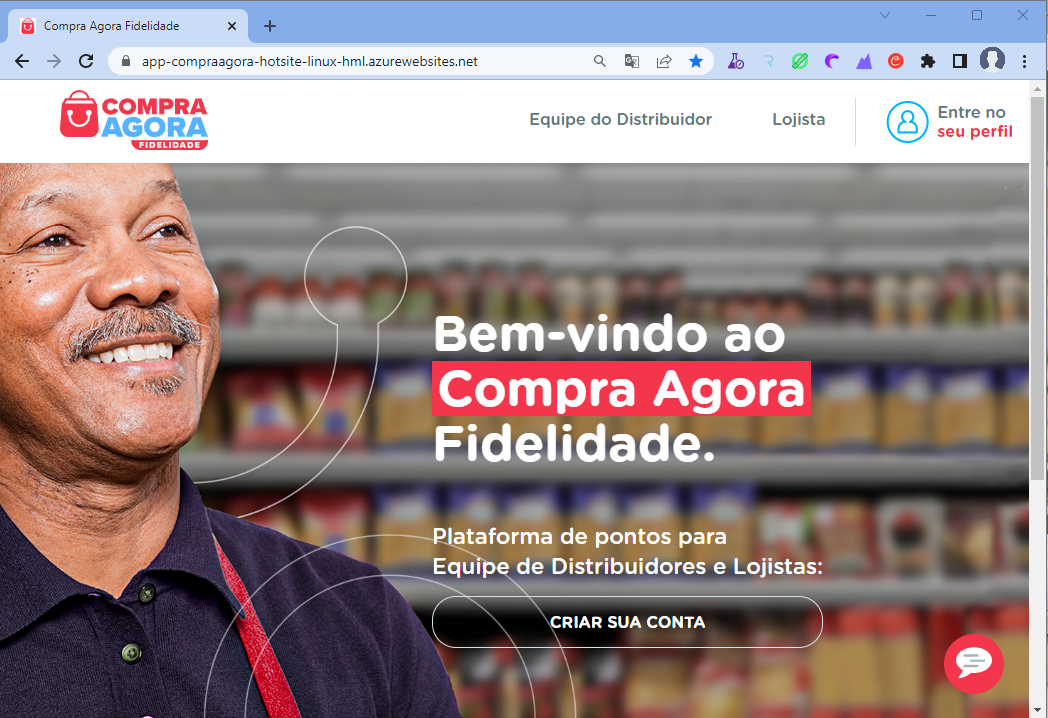 Compra Agora Fidelidade
app-compraagora-hotsite-linux-hml.azurewebsites.net
COMPRA
AGORA
FIDELIDADE
Equipe do Distribuidor
Lojista
Entre no
seu perfil
Bem-vindo ao
Compra Agora
Fidelidade.
Plataforma de pontos para
Equipe de Distribuidores e Lojistas:
CRIAR SUA CONTA